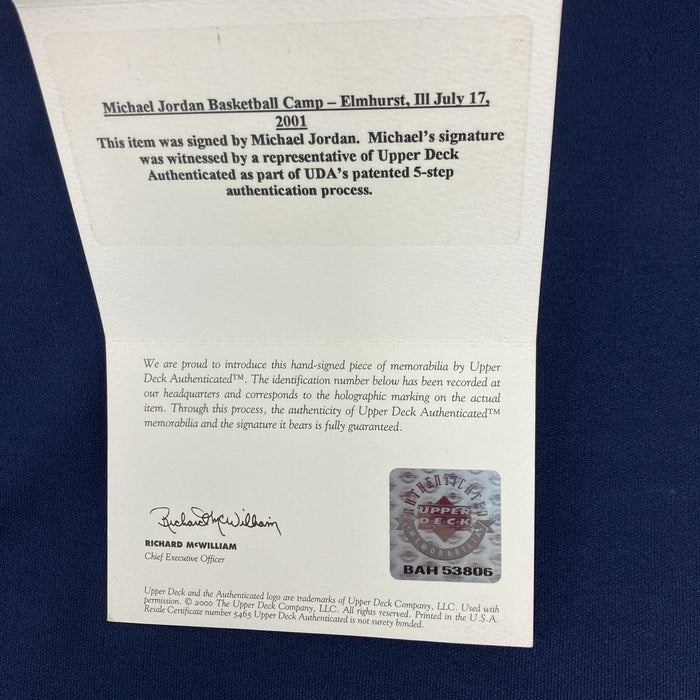 Michael Jordan Basketball Camp – Elmhurst, Ill July 17,
2001
This item was signed by Michael Jordan. Michael's signature
was witnessed by a representative of Upper Deck
Authenticated as part of UDA's patented 5-step
authentication process.
We are proud to introduce this hand-signed piece of memorabilia by Upper
Deck Authenticated™. The identification number below has been recorded at
our headquarters and corresponds to the holographic marking on the actual
item. Through this process, the authenticity of Upper Deck Authenticated™
memorabilia and the signature it bears is fully guaranteed.
Richard McWilliam
RICHARD McWILLIAM
Chief Executive Officer
AUTHENTICATED
UPPER
DECK
MEMORABILIA
BAH 53806
Upper Deck and the Authenticated logo are trademarks of Upper Deck Company, LLC. Used with
permission. © 2000 The Upper Deck Company, LLC. All rights reserved. Printed in the U.S.A.
Resale Certificate number 5465 Upper Deck Authenticated is not surety bonded.